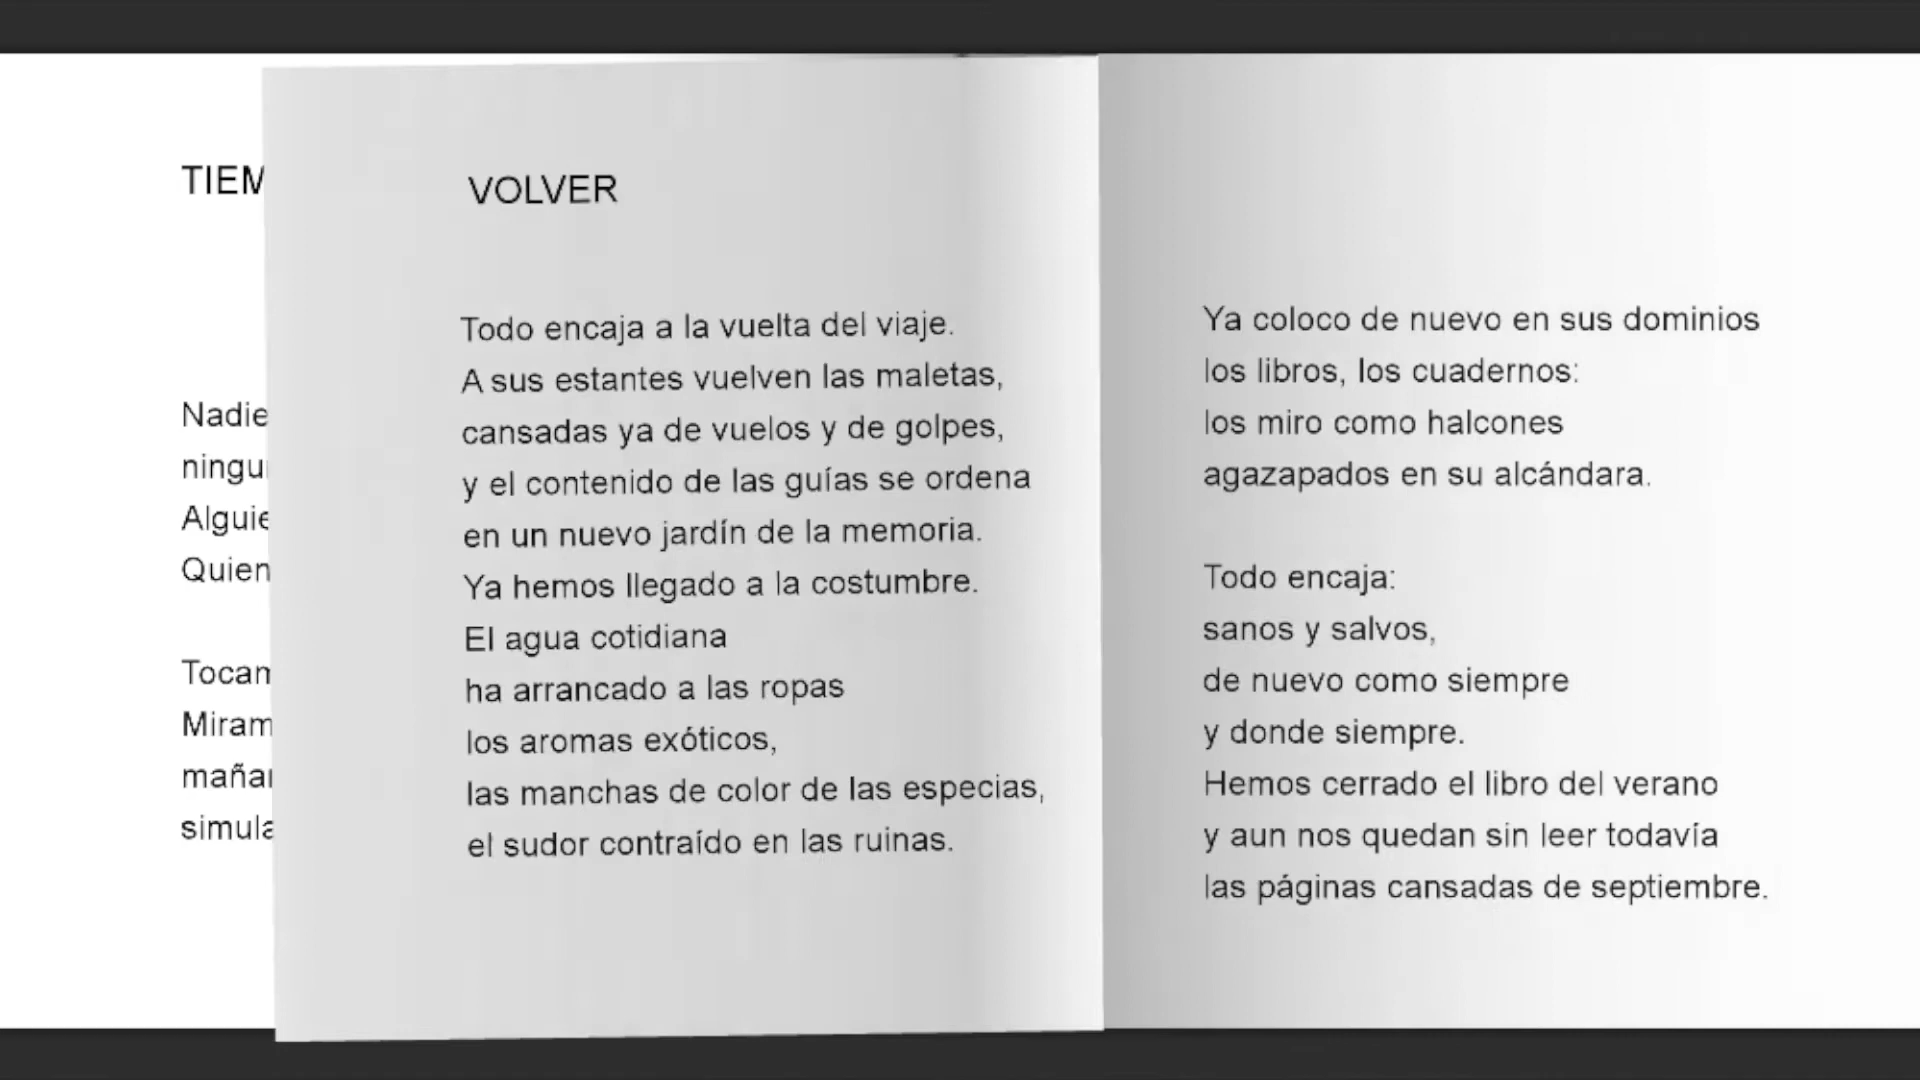 TIEM
Nadie
ningu
Alguie
Quien
Tocam
Miram
maña
simula
VOLVER
Todo encaja a la vuelta del viaje.
A sus estantes vuelven las maletas,
cansadas ya de vuelos y de golpes,
y el contenido de las guías se ordena
en un nuevo jardín de la memoria.
Ya hemos llegado a la costumbre.
El agua cotidiana
ha arrancado a las ropas
los aromas exóticos,
las manchas de color de las especias,
el sudor contraído en las ruinas.
Ya coloco de nuevo en sus dominios
los libros, los cuadernos:
los miro como halcones
agazapados en su alcándara.
Todo encaja:
sanos y salvos,
de nuevo como siempre
y donde siempre.
Hemos cerrado el libro del verano
y aun nos quedan sin leer todavía
las páginas cansadas de septiembre.